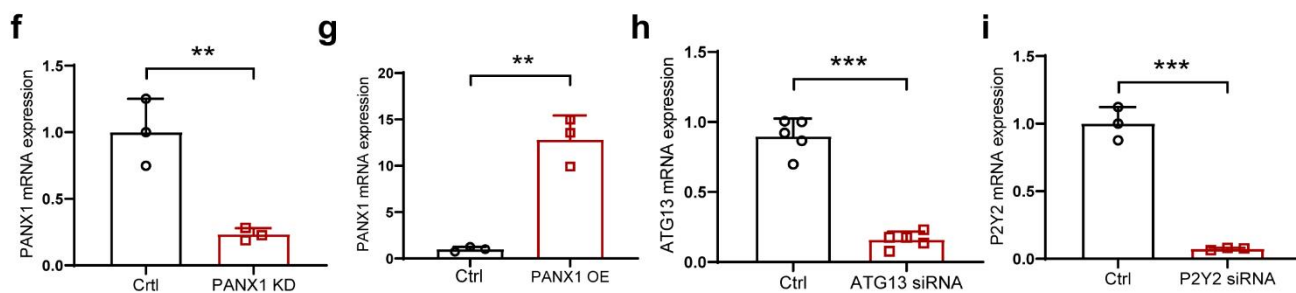 f
**
PANX1 mRNA expression
1.5
1.0
0.5
0.0
Crtl
PANX1 KD
g
**
PANX1 mRNA expression
20
15
10
5
0
Ctrl
PANX1 OE
h
***
ATG13 mRNA expression
1.5
1.0
0.5
0.0
Ctrl
ATG13 siRNA
i
***
P2Y2 mRNA expression
1.5
1.0
0.5
0.0
Ctrl
P2Y2 siRNA